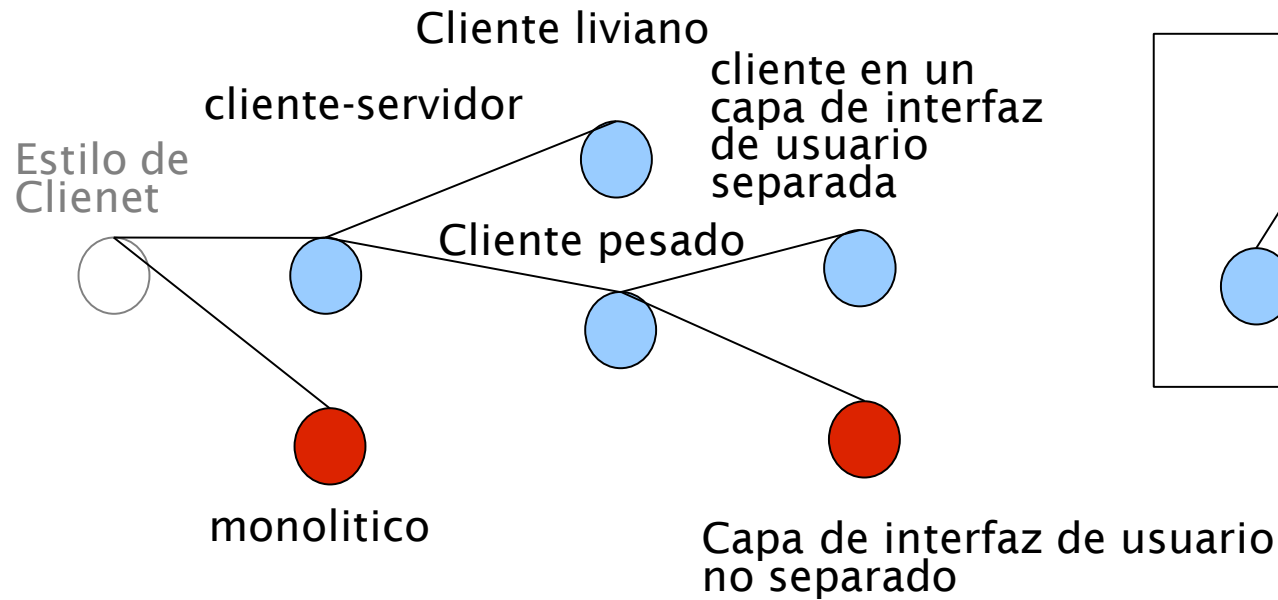 Cliente liviano
cliente-servidor
cliente en un
capa de interfaz
de usuario
separada
Estilo de
Clienet
Cliente pesado
monolitico
Capa de interfaz de usuario
no separado